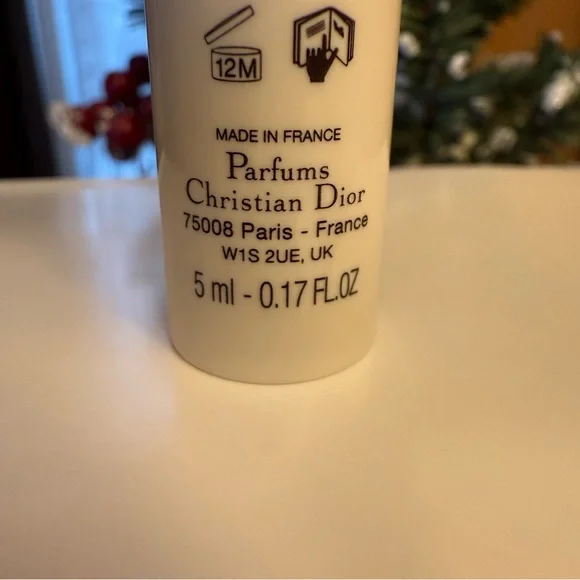 12M
MADE IN FRANCE
Parfums
Christian Dior
75008 Paris - France
W1S 2UE, UK
5 ml - 0.17 FL.OZ